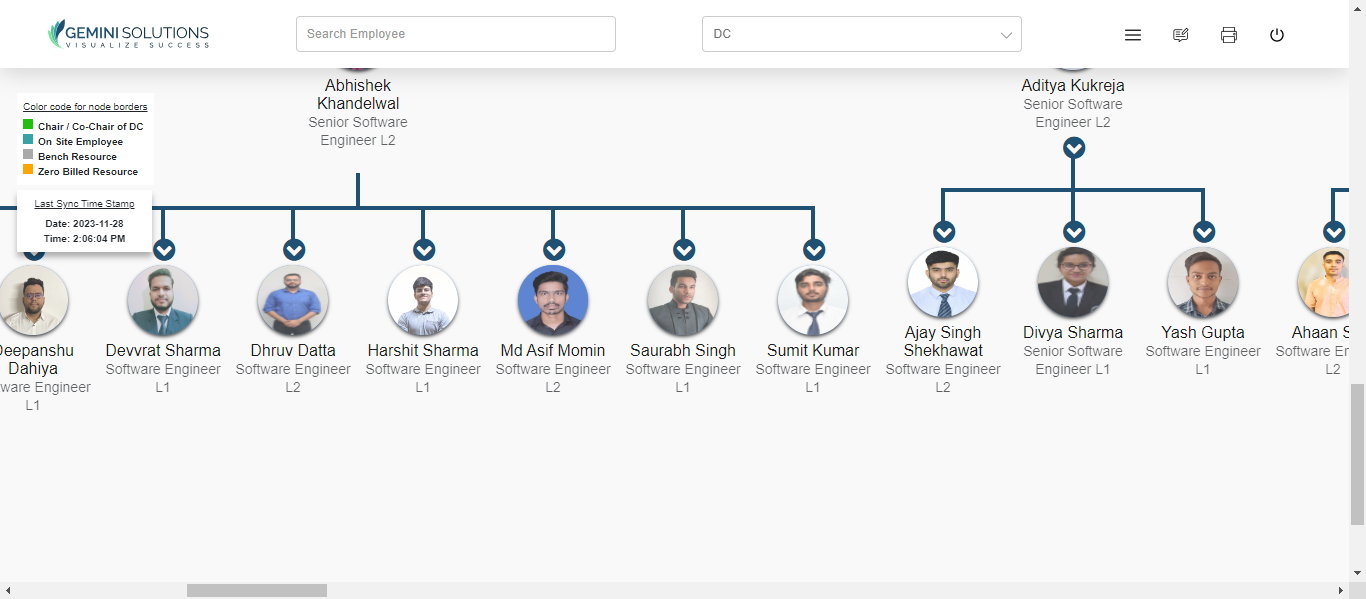 GEMINI SOLUTIONS
VISUALIZE SUCCESS
Search Employee
DC
Abhishek
Khandelwal
Senior Software
Engineer L2
Aditya Kukreja
Senior Software
Engineer L2
Color code for node borders
Chair / Co-Chair of DC
On Site Employee
Bench Resource
Zero Billed Resource
Last Sync Time Stamp
Date: 2023-11-28
Time: 2:06:04 PM
Deepanshu
Dahiya
ware Engineer
L1
Devvrat Sharma
Software Engineer
L1
Dhruv Datta
Software Engineer
L2
Harshit Sharma
Software Engineer
L1
Md Asif Momin
Software Engineer
L2
Saurabh Singh
Software Engineer
L1
Sumit Kumar
Software Engineer
L1
Ajay Singh
Shekhawat
Software Engineer
L2
Divya Sharma
Senior Software
Engineer L1
Yash Gupta
Software Engineer
L1
Ahaan S
Software En
L2